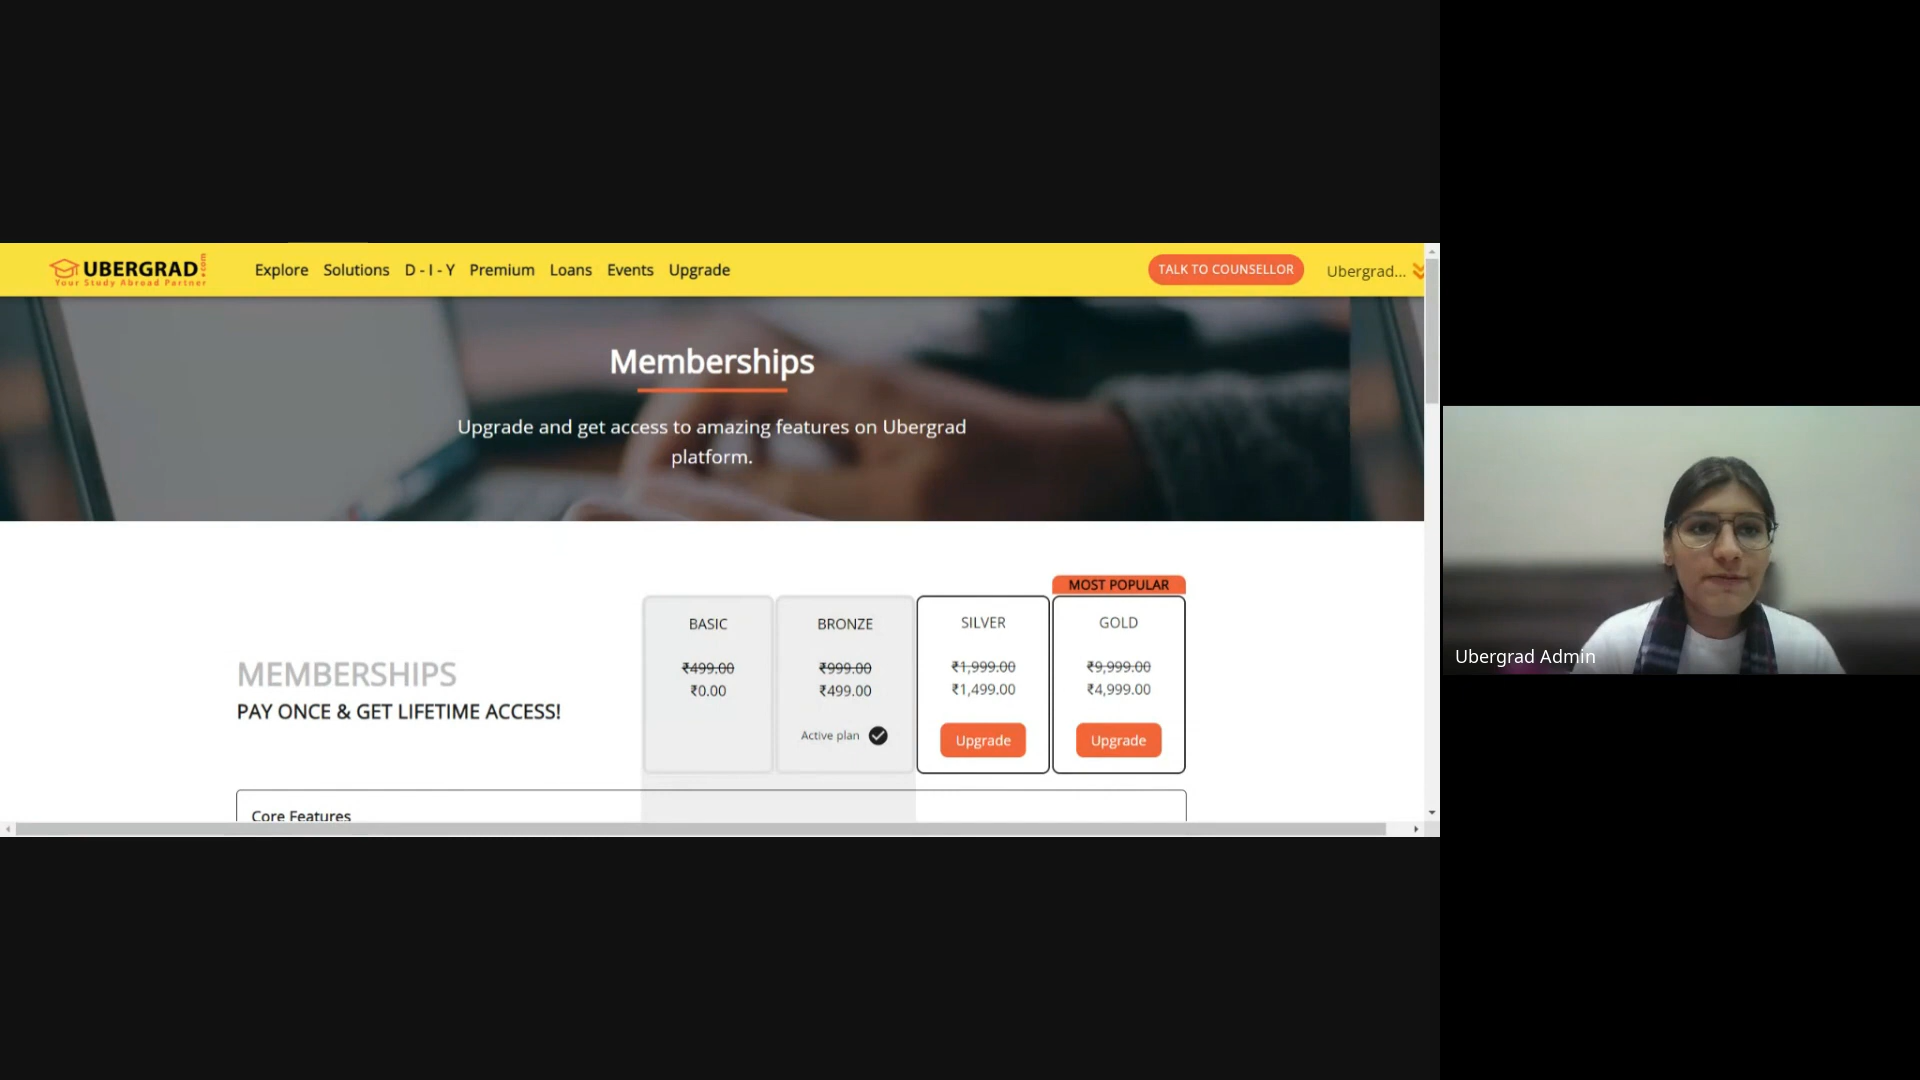 UBERGRAD.com
Your Study Abroad Partner
Explore Solutions D - I - Y Premium Loans Events Upgrade
TALK TO COUNSELLOR
Ubergrad...
Memberships
Upgrade and get access to amazing features on Ubergrad
platform.
MOST POPULAR
BASIC BRONZE SILVER GOLD
₹499.00 ₹999.00 ₹1,999.00 ₹9,999.00
₹0.00 ₹499.00 ₹1,499.00 ₹4,999.00
Active plan Upgrade Upgrade
MEMBERSHIPS
PAY ONCE & GET LIFETIME ACCESS!
Core Features
Ubergrad Admin